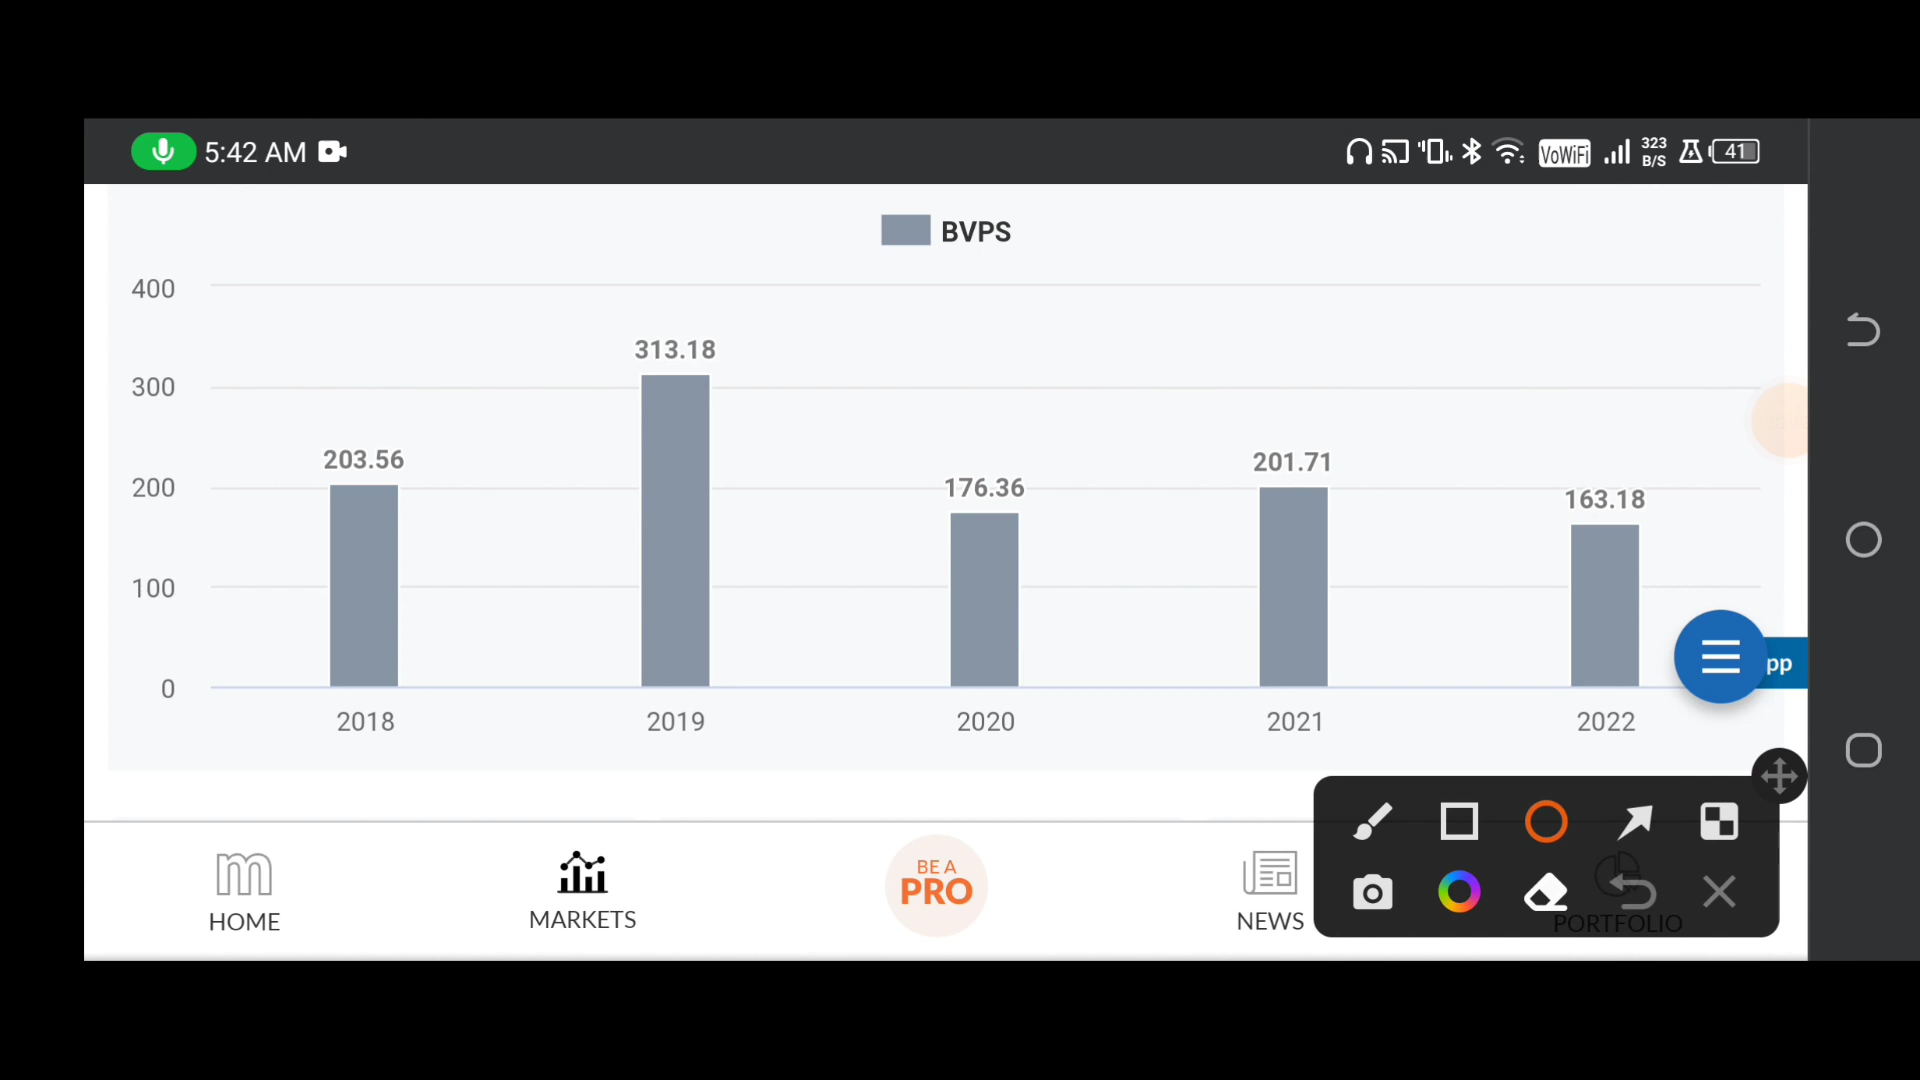 5:42 AM
VoWiFi
323
B/S
41
BVPS
400
313.18
300
203.56
201.71
200
176.36
163.18
100
pp
0
2018 2019 2020 2021 2022
BE A
PRO
HOME MARKETS NEWS PORTFOLIO